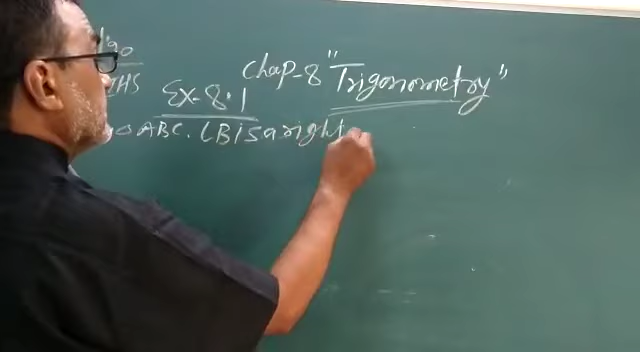 Chap-8 "Trigonometry"
Ex-8.1
△ABC. ∠B is a right